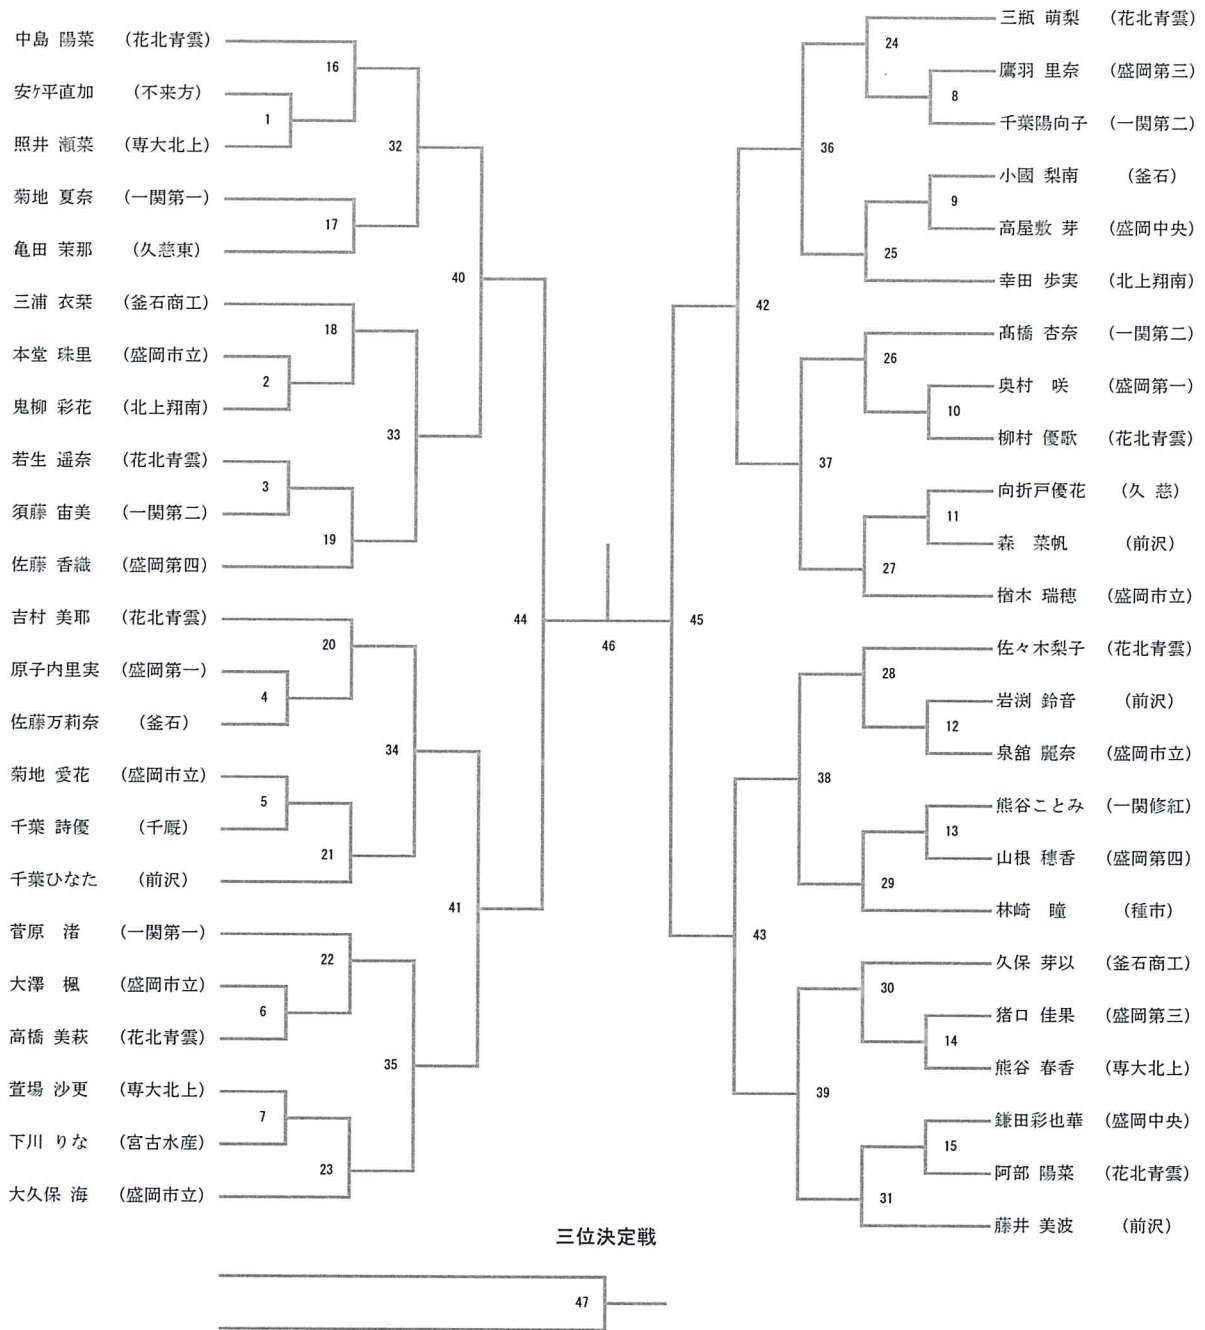 中島 陽菜 (花北青雲)
安ケ平直加 (不来方)
照井 瀬菜 (専大北上)
菊地 夏奈 (一関第一)
亀田 茉那 (久慈東)
三浦 衣栞 (釜石商工)
本堂 珠里 (盛岡市立)
鬼柳 彩花 (北上翔南)
若生 遥奈 (花北青雲)
須藤 宙美 (一関第二)
佐藤 香織 (盛岡第四)
吉村 美耶 (花北青雲)
原子内里実 (盛岡第一)
佐藤万莉奈 (釜石)
菊地 愛花 (盛岡市立)
千葉 詩優 (千厩)
千葉ひなた (前沢)
菅原 渚 (一関第一)
大澤 楓 (盛岡市立)
高橋 美萩 (花北青雲)
萱場 沙更 (専大北上)
下川 りな (宮古水産)
大久保 海 (盛岡市立)
1
2
3
4
5
6
7
16
17
18
19
20
21
22
23
32
33
34
35
40
41
44
46
45
42
43
36
37
38
39
24
25
26
27
28
29
30
31
8
9
10
11
12
13
14
15
三瓶 萌梨 (花北青雲)
鷹羽 里奈 (盛岡第三)
千葉陽向子 (一関第二)
小國 梨南 (釜石)
高屋敷 芽 (盛岡中央)
幸田 歩実 (北上翔南)
髙橋 杏奈 (一関第二)
奥村 咲 (盛岡第一)
柳村 優歌 (花北青雲)
向折戸優花 (久 慈)
森 菜帆 (前沢)
楢木 瑞穂 (盛岡市立)
佐々木梨子 (花北青雲)
岩渕 鈴音 (前沢)
泉舘 麗奈 (盛岡市立)
熊谷ことみ (一関修紅)
山根 穂香 (盛岡第四)
林崎 瞳 (種市)
久保 芽以 (釜石商工)
猪口 佳果 (盛岡第三)
熊谷 春香 (専大北上)
鎌田彩也華 (盛岡中央)
阿部 陽菜 (花北青雲)
藤井 美波 (前沢)
三位決定戦
47